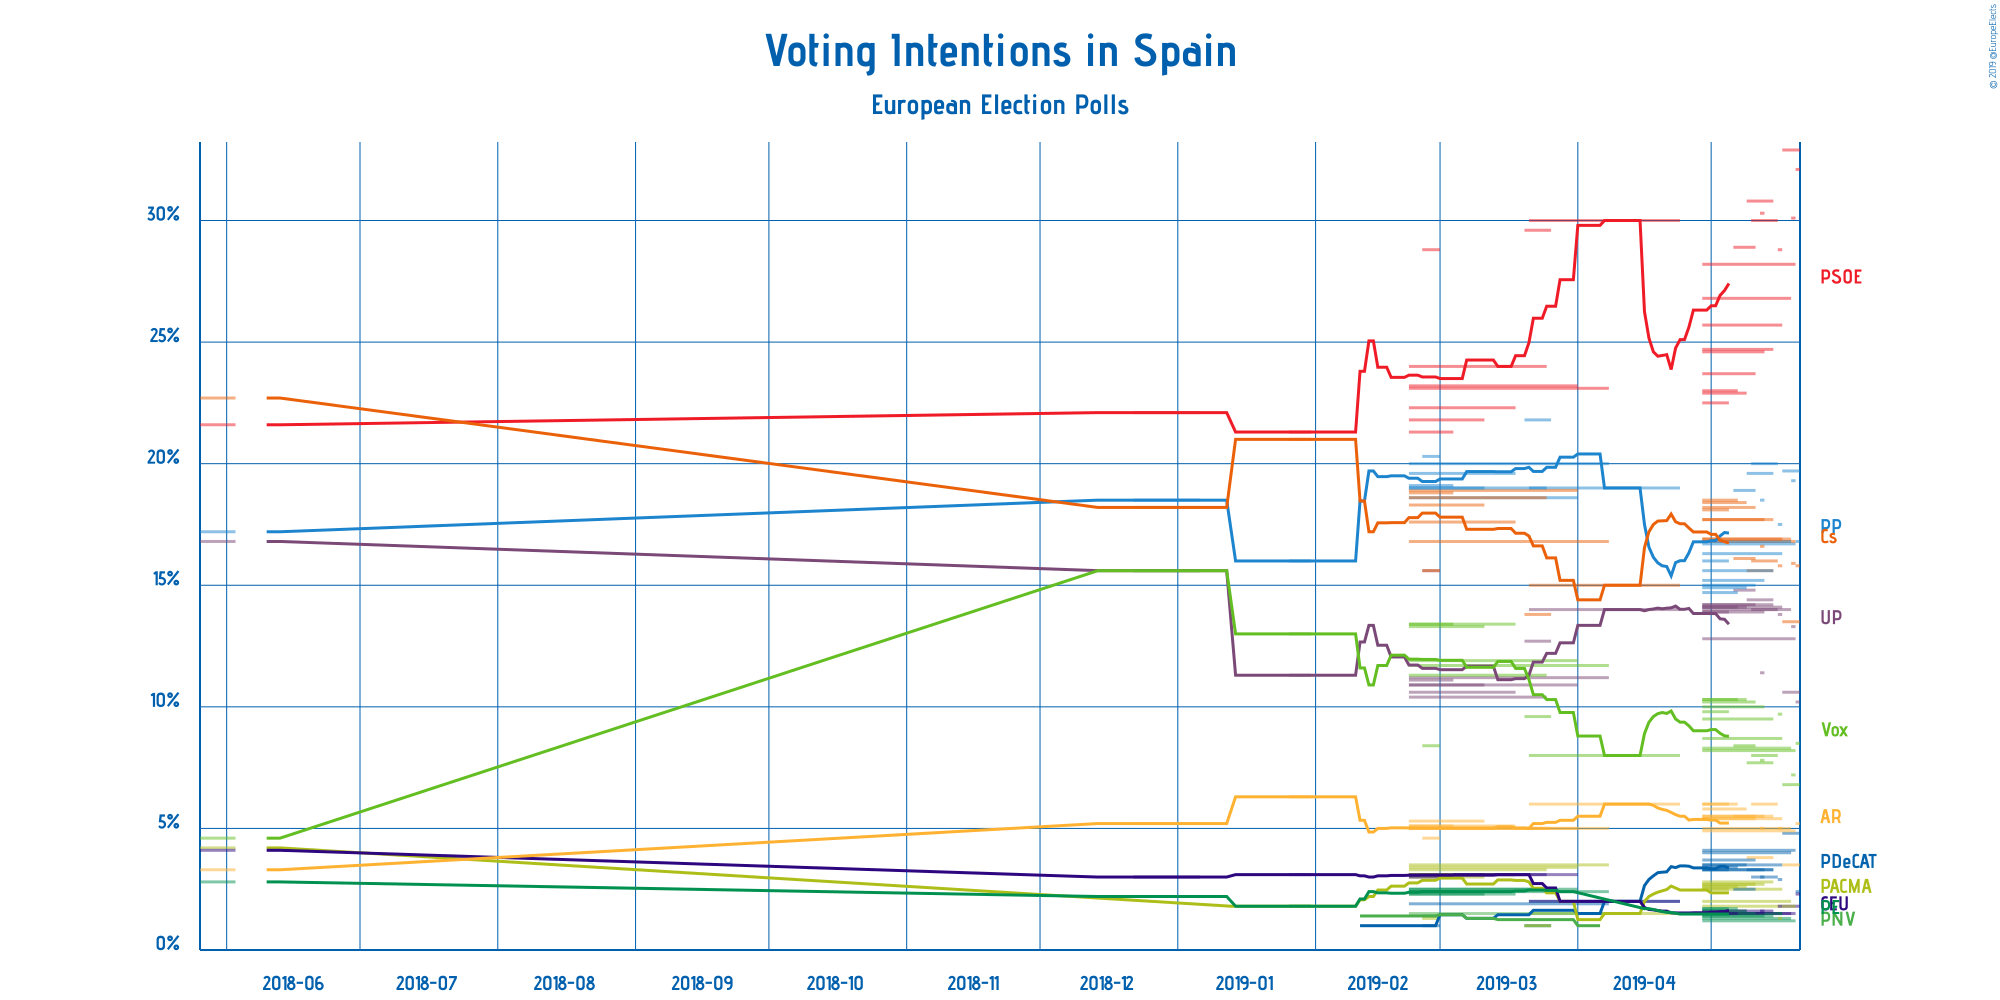 Voting Intentions in Spain
European Election Polls
© 2019 @EuropeElects
30%
25%
20%
15%
10%
5%
0%
PSOE
PP
Cs
UP
Vox
AR
PDeCAT
PACMA
CEU
PNV
2018-06
2018-07
2018-08
2018-09
2018-10
2018-11
2018-12
2019-01
2019-02
2019-03
2019-04